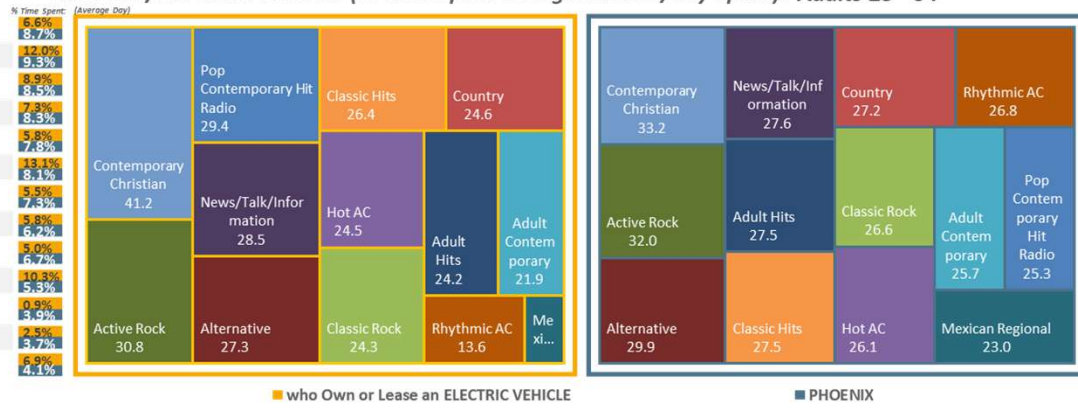 % Time Spent:
(Average Day)
6.6%
8.7%
12.0%
9.3%
8.9%
8.5%
7.3%
8.3%
5.8%
7.8%
13.1%
8.1%
5.5%
7.3%
5.8%
6.2%
5.0%
6.7%
10.3%
5.3%
0.9%
3.9%
2.5%
3.7%
6.9%
4.1%
Contemporary
Christian
41.2
Active Rock
30.8
Pop
Contemporary Hit
Radio
29.4
News/Talk/Infor
mation
28.5
Alternative
27.3
Classic Hits
26.4
Country
24.6
Hot AC
24.5
Classic Rock
24.3
Adult
Hits
24.2
Adult
Contem
porary
21.9
Rhythmic AC
13.6
Me
xi...
Contemporary
Christian
33.2
Active Rock
32.0
Alternative
29.9
News/Talk/Inf
ormation
27.6
Adult Hits
27.5
Classic Hits
27.5
Country
27.2
Rhythmic AC
26.8
Classic Rock
26.6
Hot AC
26.1
Adult
Contem
porary
25.7
Pop
Contem
porary
Hit
Radio
25.3
Mexican Regional
23.0
who Own or Lease an ELECTRIC VEHICLE
PHOENIX